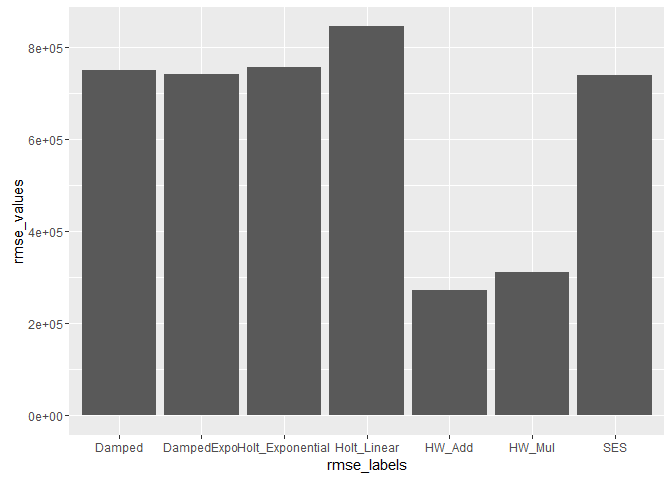 rmse_values
8e+05
6e+05
4e+05
2e+05
0e+00
Damped DampedExpo Holt_Exponential Holt_Linear HW_Add HW_Mul SES
rmse_labels